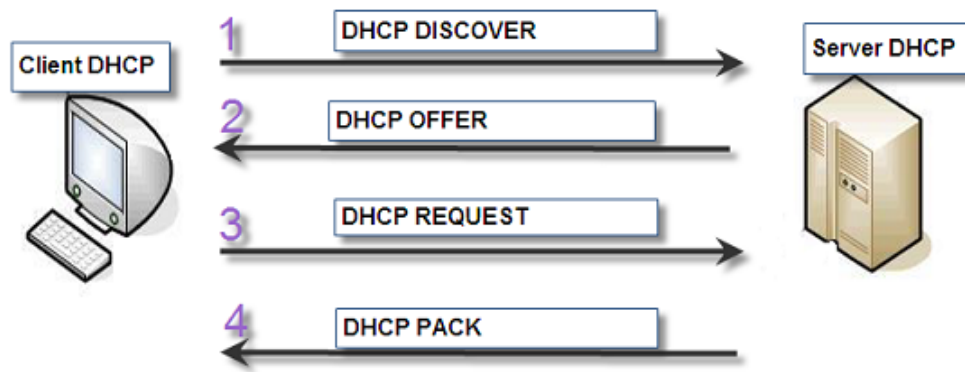 Client DHCP
Server DHCP
1
DHCP DISCOVER
2
DHCP OFFER
3
DHCP REQUEST
4
DHCP PACK